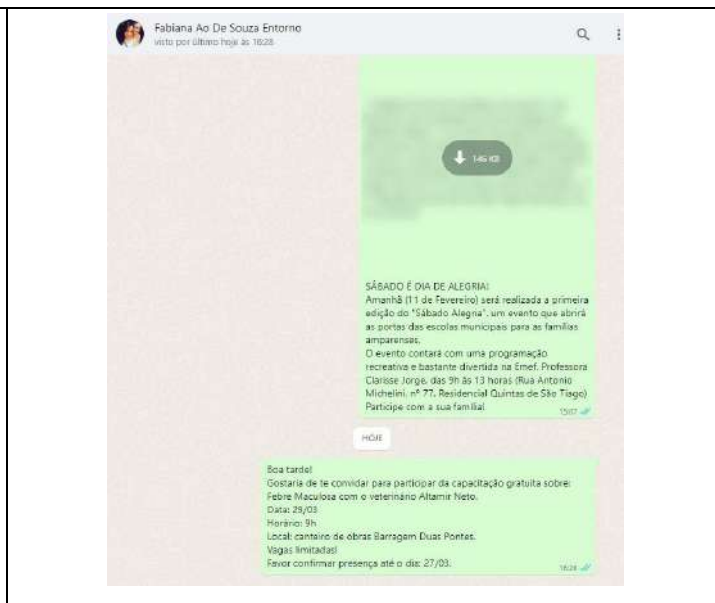 Fabiana Ao De Souza Entorno
visto por último hoje às 16:28
146 KB
SÁBADO É DIA DE ALEGRIA!
Amanhã (11 de Fevereiro) será realizada a primeira
edição do "Sábado Alegria", um evento que abrirá
as portas das escolas municipais para as famílias
amparenses.
O evento contará com uma programação
recreativa e bastante divertida na Emef. Professora
Clarisse Jorge, das 9h às 13 horas (Rua Antonio
Michelini, nº 77, Residencial Quintas de São Tiago)
Participe com a sua família!
15:07
HOJE
Boa tarde!
Gostaria de te convidar para participar da capacitação gratuita sobre:
Febre Maculosa com o veterinário Altamir Neto.
Data: 29/03
Horário: 9h
Local: canteiro de obras Barragem Duas Pontes.
Vagas limitadas!
Favor confirmar presença até o dia: 27/03.
16:28